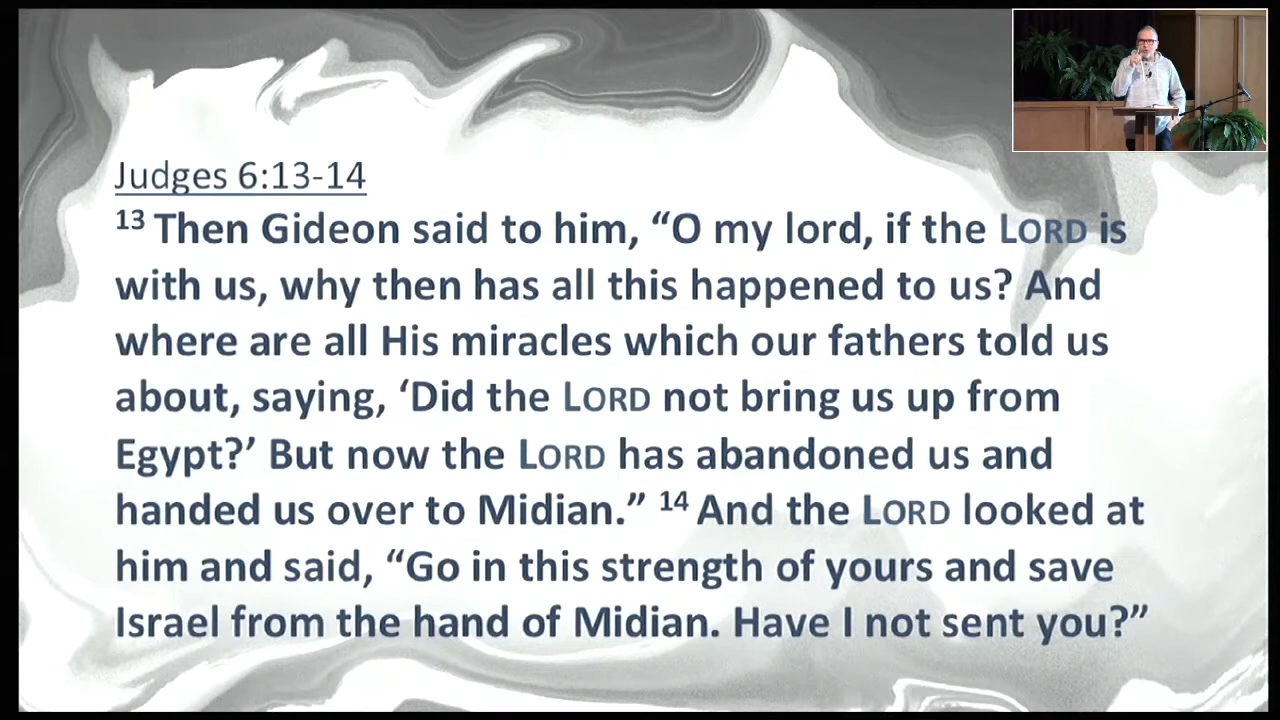 Judges 6:13-14
¹³ Then Gideon said to him, “O my lord, if the LORD is
with us, why then has all this happened to us? And
where are all His miracles which our fathers told us
about, saying, ‘Did the LORD not bring us up from
Egypt?’ But now the LORD has abandoned us and
handed us over to Midian.” ¹⁴ And the LORD looked at
him and said, “Go in this strength of yours and save
Israel from the hand of Midian. Have I not sent you?”